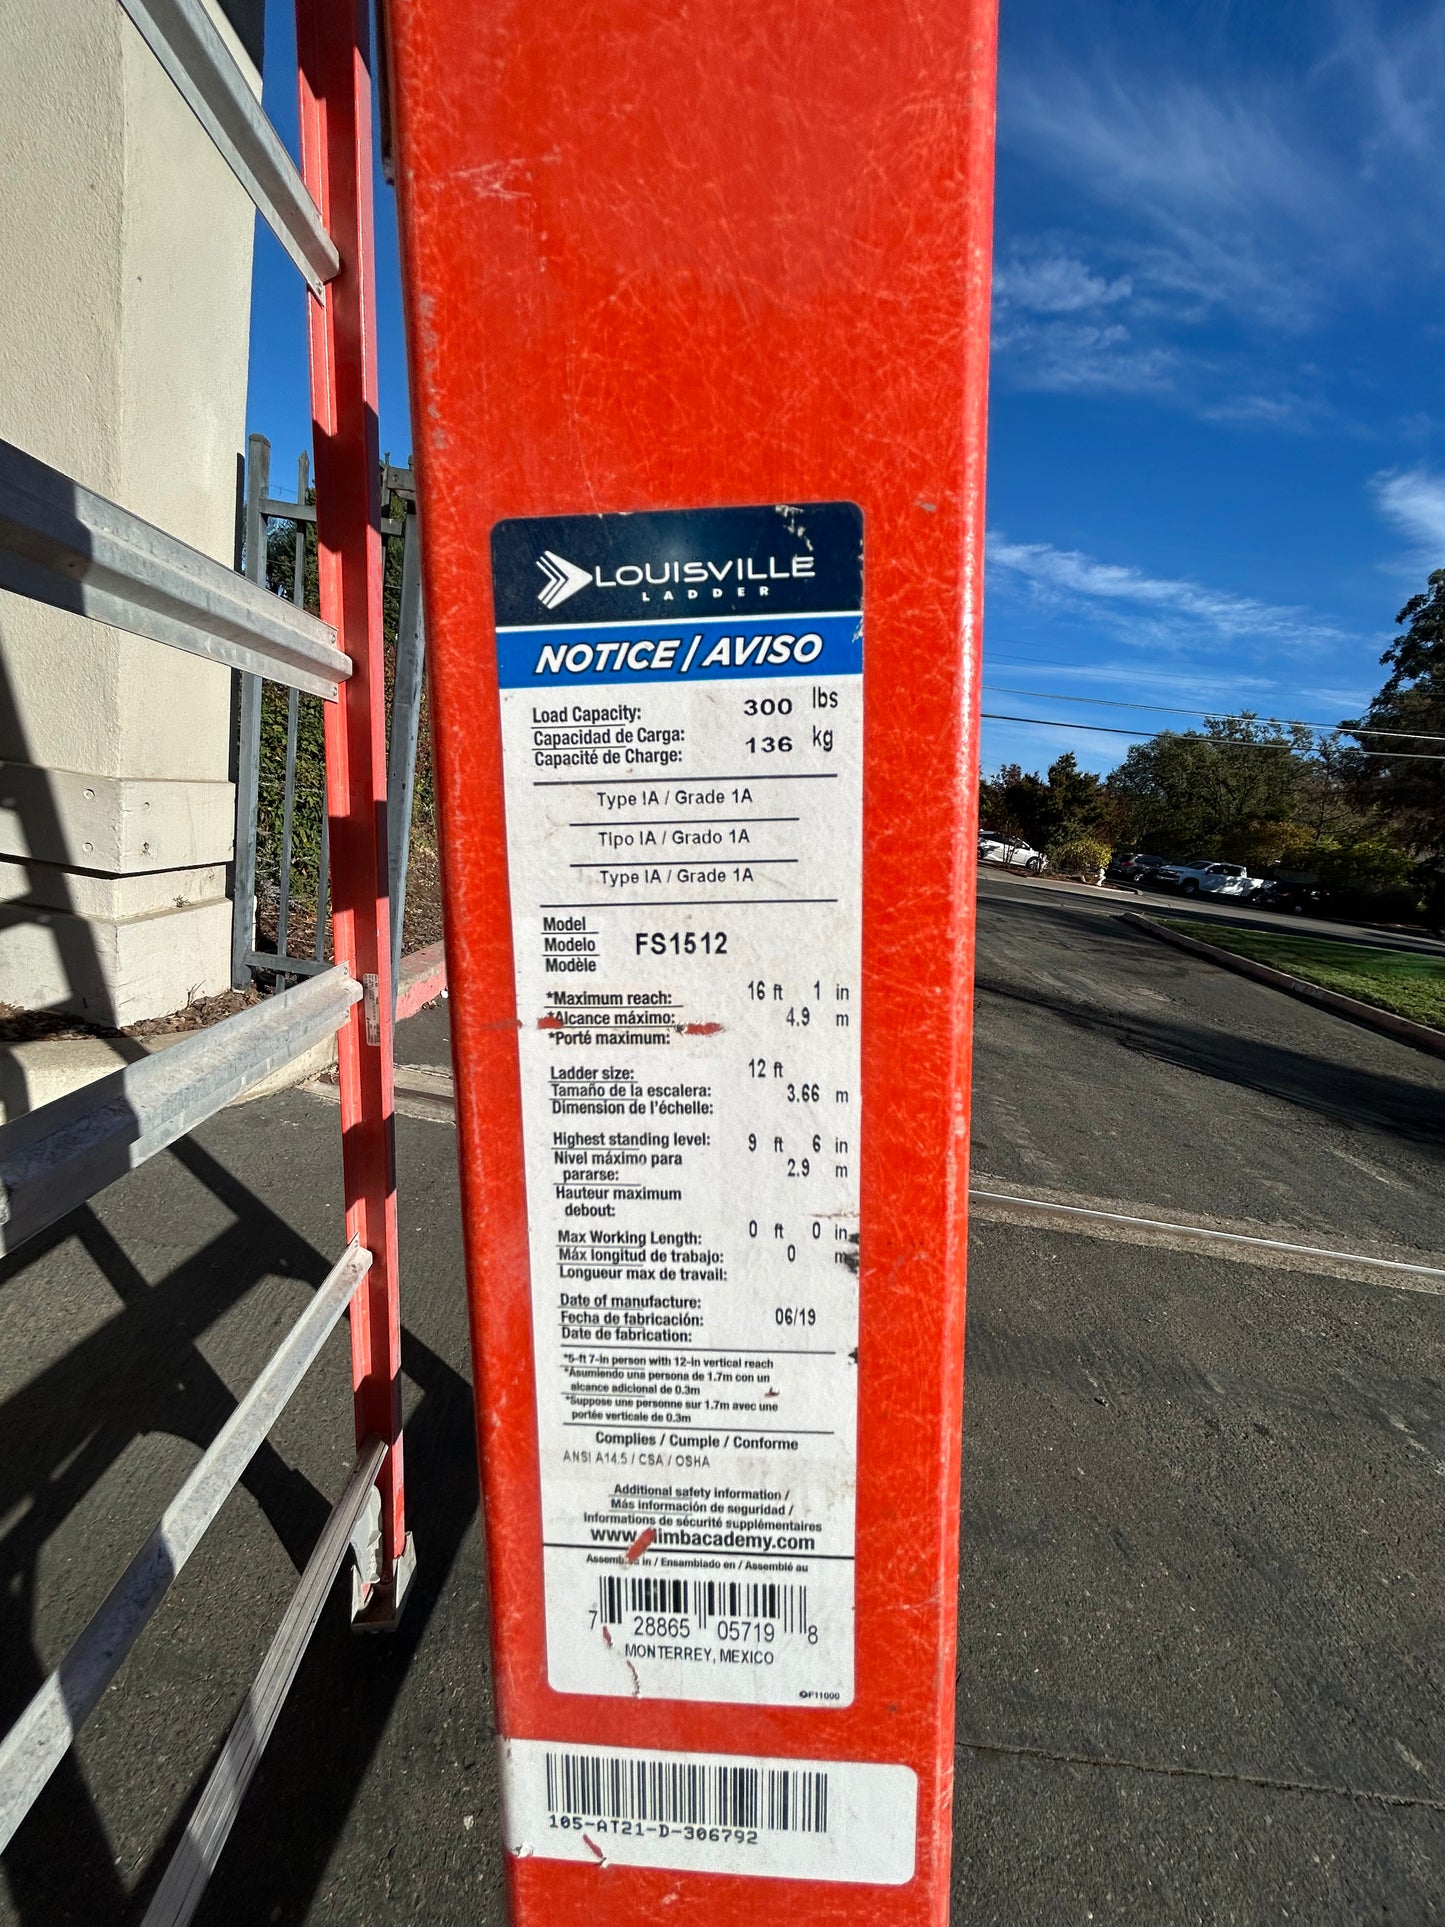 LOUISVILLE
LADDER
NOTICE / AVISO
Load Capacity: 300 lbs
Capacidad de Carga: 136 kg
Capacité de Charge:
Type IA / Grade 1A
Tipo IA / Grado 1A
Type IA / Grade 1A
Model
Modelo FS1512
Modèle
*Maximum reach: 16 ft 1 in
*Alcance máximo: 4.9 m
*Porté maximum:
Ladder size: 12 ft
Tamaño de la escalera: 3.66 m
Dimension de l'échelle:
Highest standing level: 9 ft 6 in
Nivel máximo para 2.9 m
pararse:
Hauteur maximum
debout:
Max Working Length: 0 ft 0 in
Máx longitud de trabajo: 0 m
Longueur max de travail:
Date of manufacture:
Fecha de fabricación: 06/19
Date de fabrication:
*5-ft 7-in person with 12-in vertical reach
*Asumiendo una persona de 1.7m con un
alcance adicional de 0.3m
*Suppose une personne sur 1.7m avec une
portée verticale de 0.3m
Complies / Cumple / Conforme
ANSI A14.5 / CSA / OSHA
Additional safety information /
Más información de seguridad /
Informations de sécurité supplémentaires
www. limbacademy.com
in / Ensamblado en / Assemblé au
7 28865 05719 8
MONTERREY, MEXICO
OF11000
105-AT21-D-306792